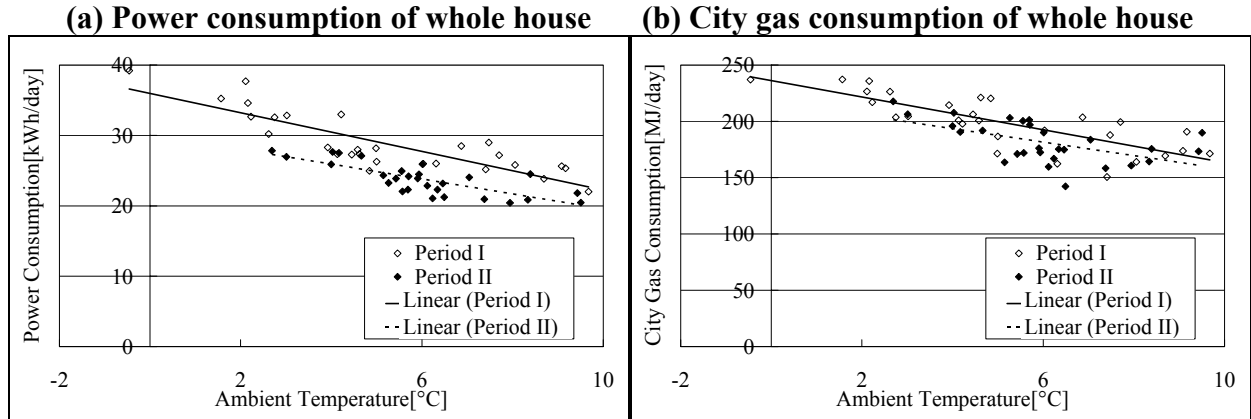 (a) Power consumption of whole house
Power Consumption[kWh/day]
40
30
20
10
0
-2
2
6
10
Ambient Temperature[°C]
Period I
Period II
Linear (Period I)
Linear (Period II)
(b) City gas consumption of whole house
City Gas Consumption[MJ/day]
250
200
150
100
50
0
-2
2
6
10
Ambient Temperature[°C]
Period I
Period II
Linear (Period I)
Linear (Period II)